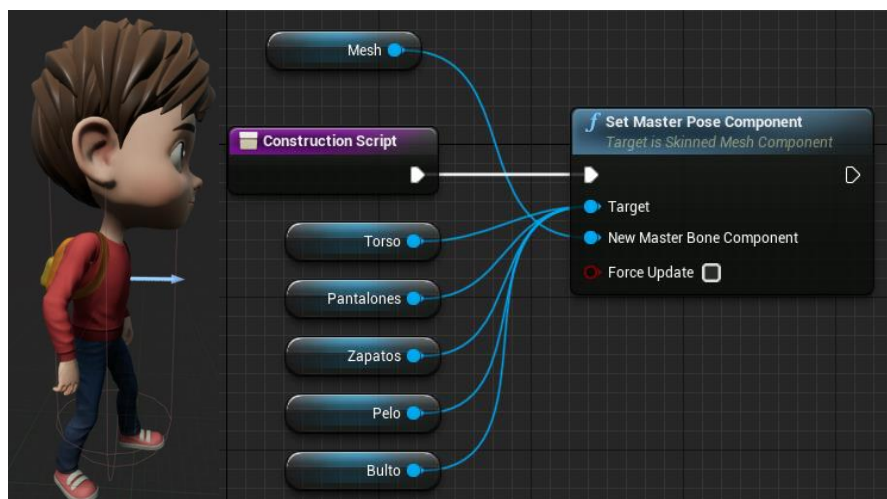 Mesh
Construction Script
f Set Master Pose Component
Target is Skinned Mesh Component
Target
Torso
New Master Bone Component
Force Update
Pantalones
Zapatos
Pelo
Bulto